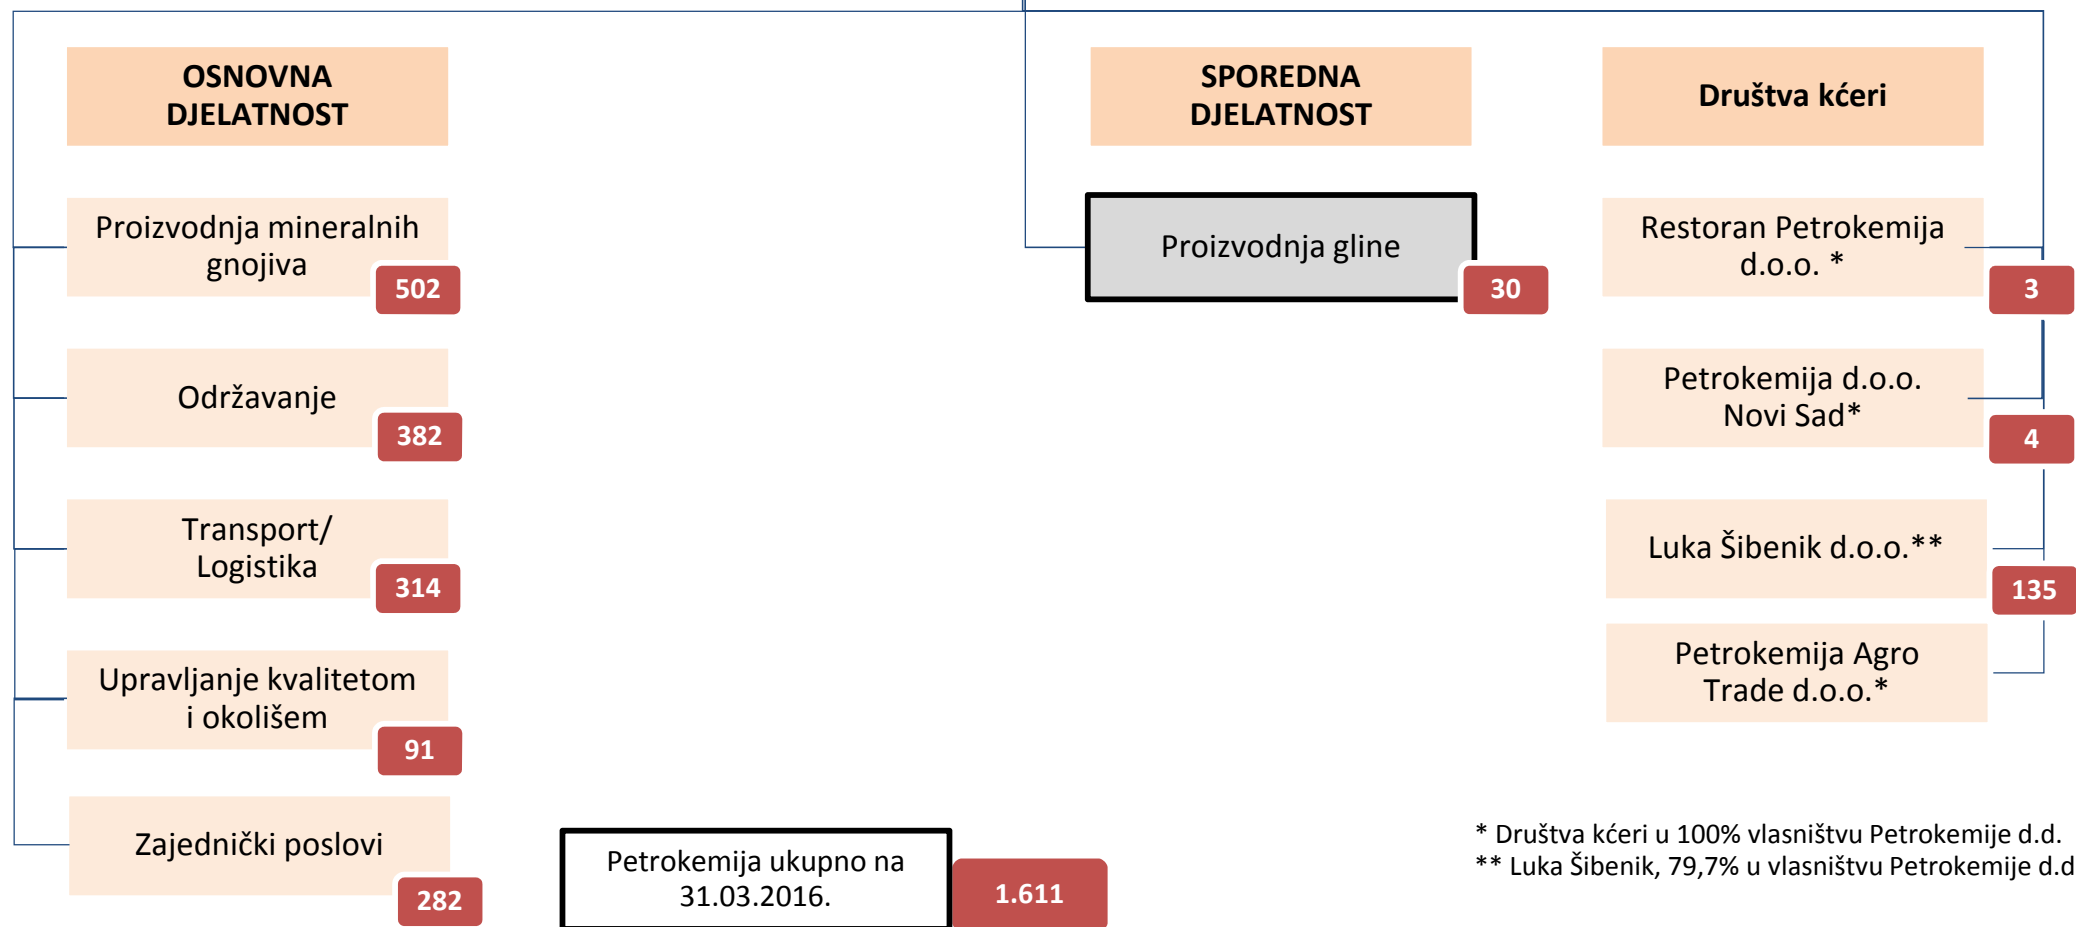 OSNOVNA
DJELATNOST
Proizvodnja mineralnih
gnojiva
502
Održavanje
382
Transport/
Logistika
314
Upravljanje kvalitetom
i okolišem
91
Zajednički poslovi
282
Petrokemija ukupno na
31.03.2016.
1.611
SPOREDNA
DJELATNOST
Proizvodnja gline
30
Društva kćeri
Restoran Petrokemija
d.o.o. *
3
Petrokemija d.o.o.
Novi Sad*
4
Luka Šibenik d.o.o.**
135
Petrokemija Agro
Trade d.o.o.*
* Društva kćeri u 100% vlasništvu Petrokemije d.d.
** Luka Šibenik, 79,7% u vlasništvu Petrokemije d.d